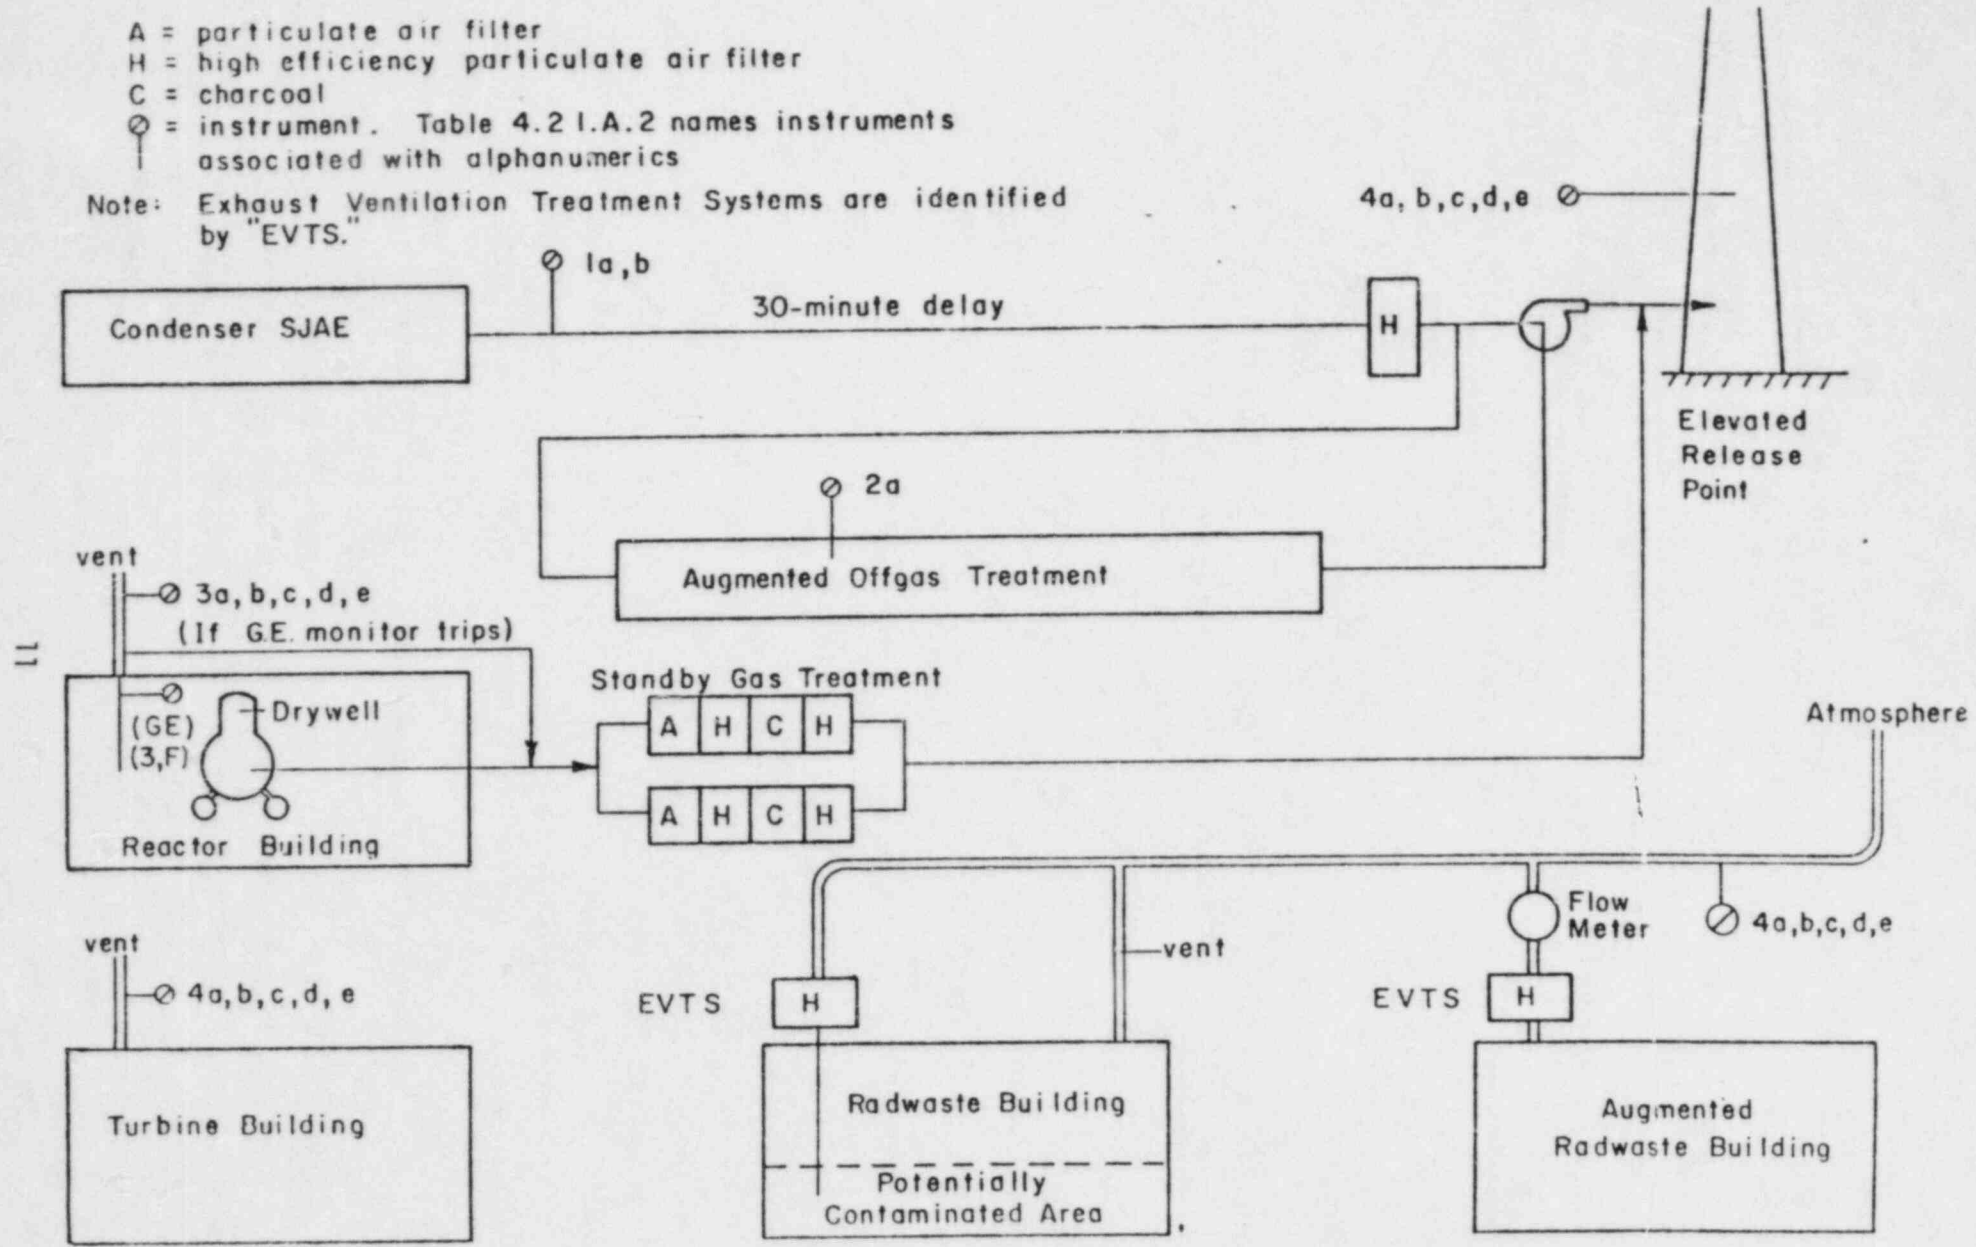 A = particulate air filter
H = high efficiency particulate air filter
C = charcoal
= instrument. Table 4.2 I.A.2 names instruments
associated with alphanumerics
Note: Exhaust Ventilation Treatment Systems are identified
by "EVTS."
4a, b, c, d, e
1a, b
Condenser SJAE
30-minute delay
H
Elevated
Release
Point
2a
Augmented Offgas Treatment
vent
3a, b, c, d, e
(If G.E. monitor trips)
11
Standby Gas Treatment
Drywell
(GE)
(3,F)
A H C H
A H C H
Reactor Building
Atmosphere
Flow
Meter
4a,b,c,d,e
vent
vent
4a,b,c,d, e
EVTS
H
EVTS
H
Turbine Building
Radwaste Building
Potentially
Contaminated Area
Augmented
Radwaste Building